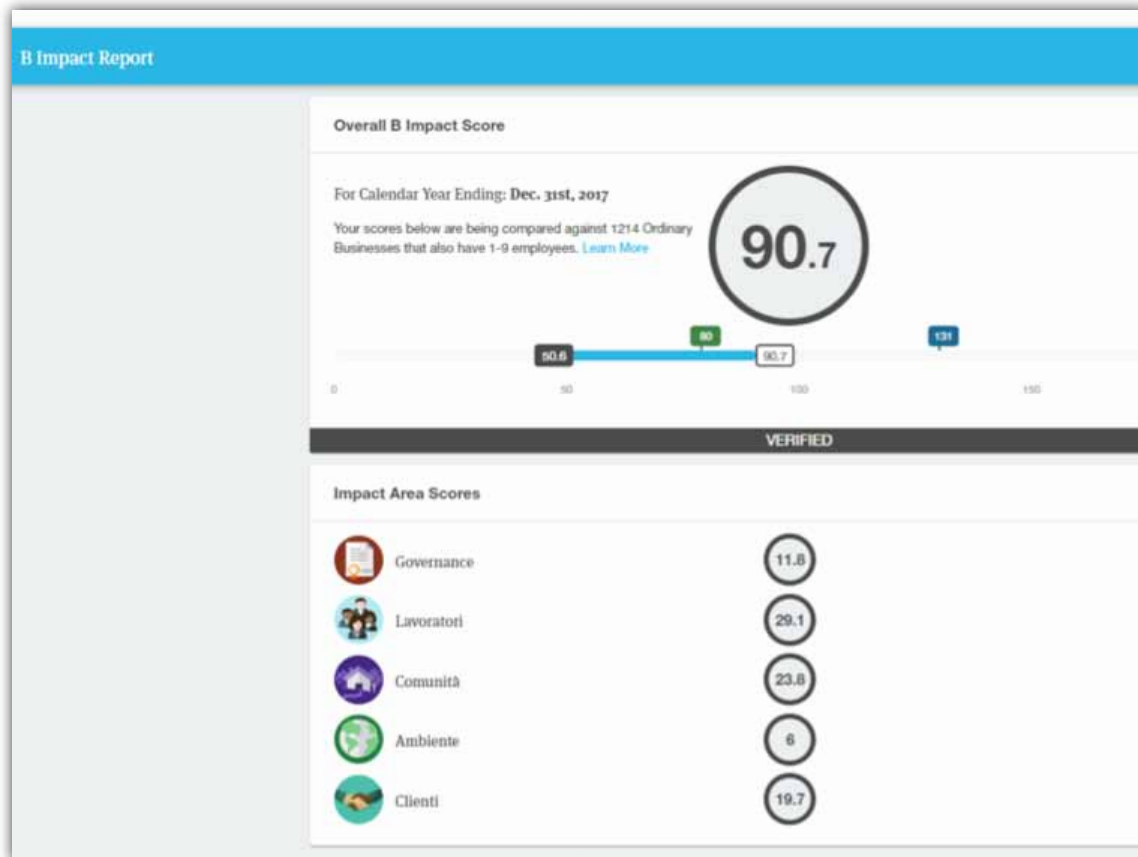 B Impact Report
Overall B Impact Score
For Calendar Year Ending: Dec. 31st, 2017
Your scores below are being compared against 1214 Ordinary
Businesses that also have 1-9 employees. Learn More
90.7
80
131
50.6
90.7
0
50
100
150
VERIFIED
Impact Area Scores
Governance
11.8
Lavoratori
29.1
Comunità
23.8
Ambiente
6
Clienti
19.7